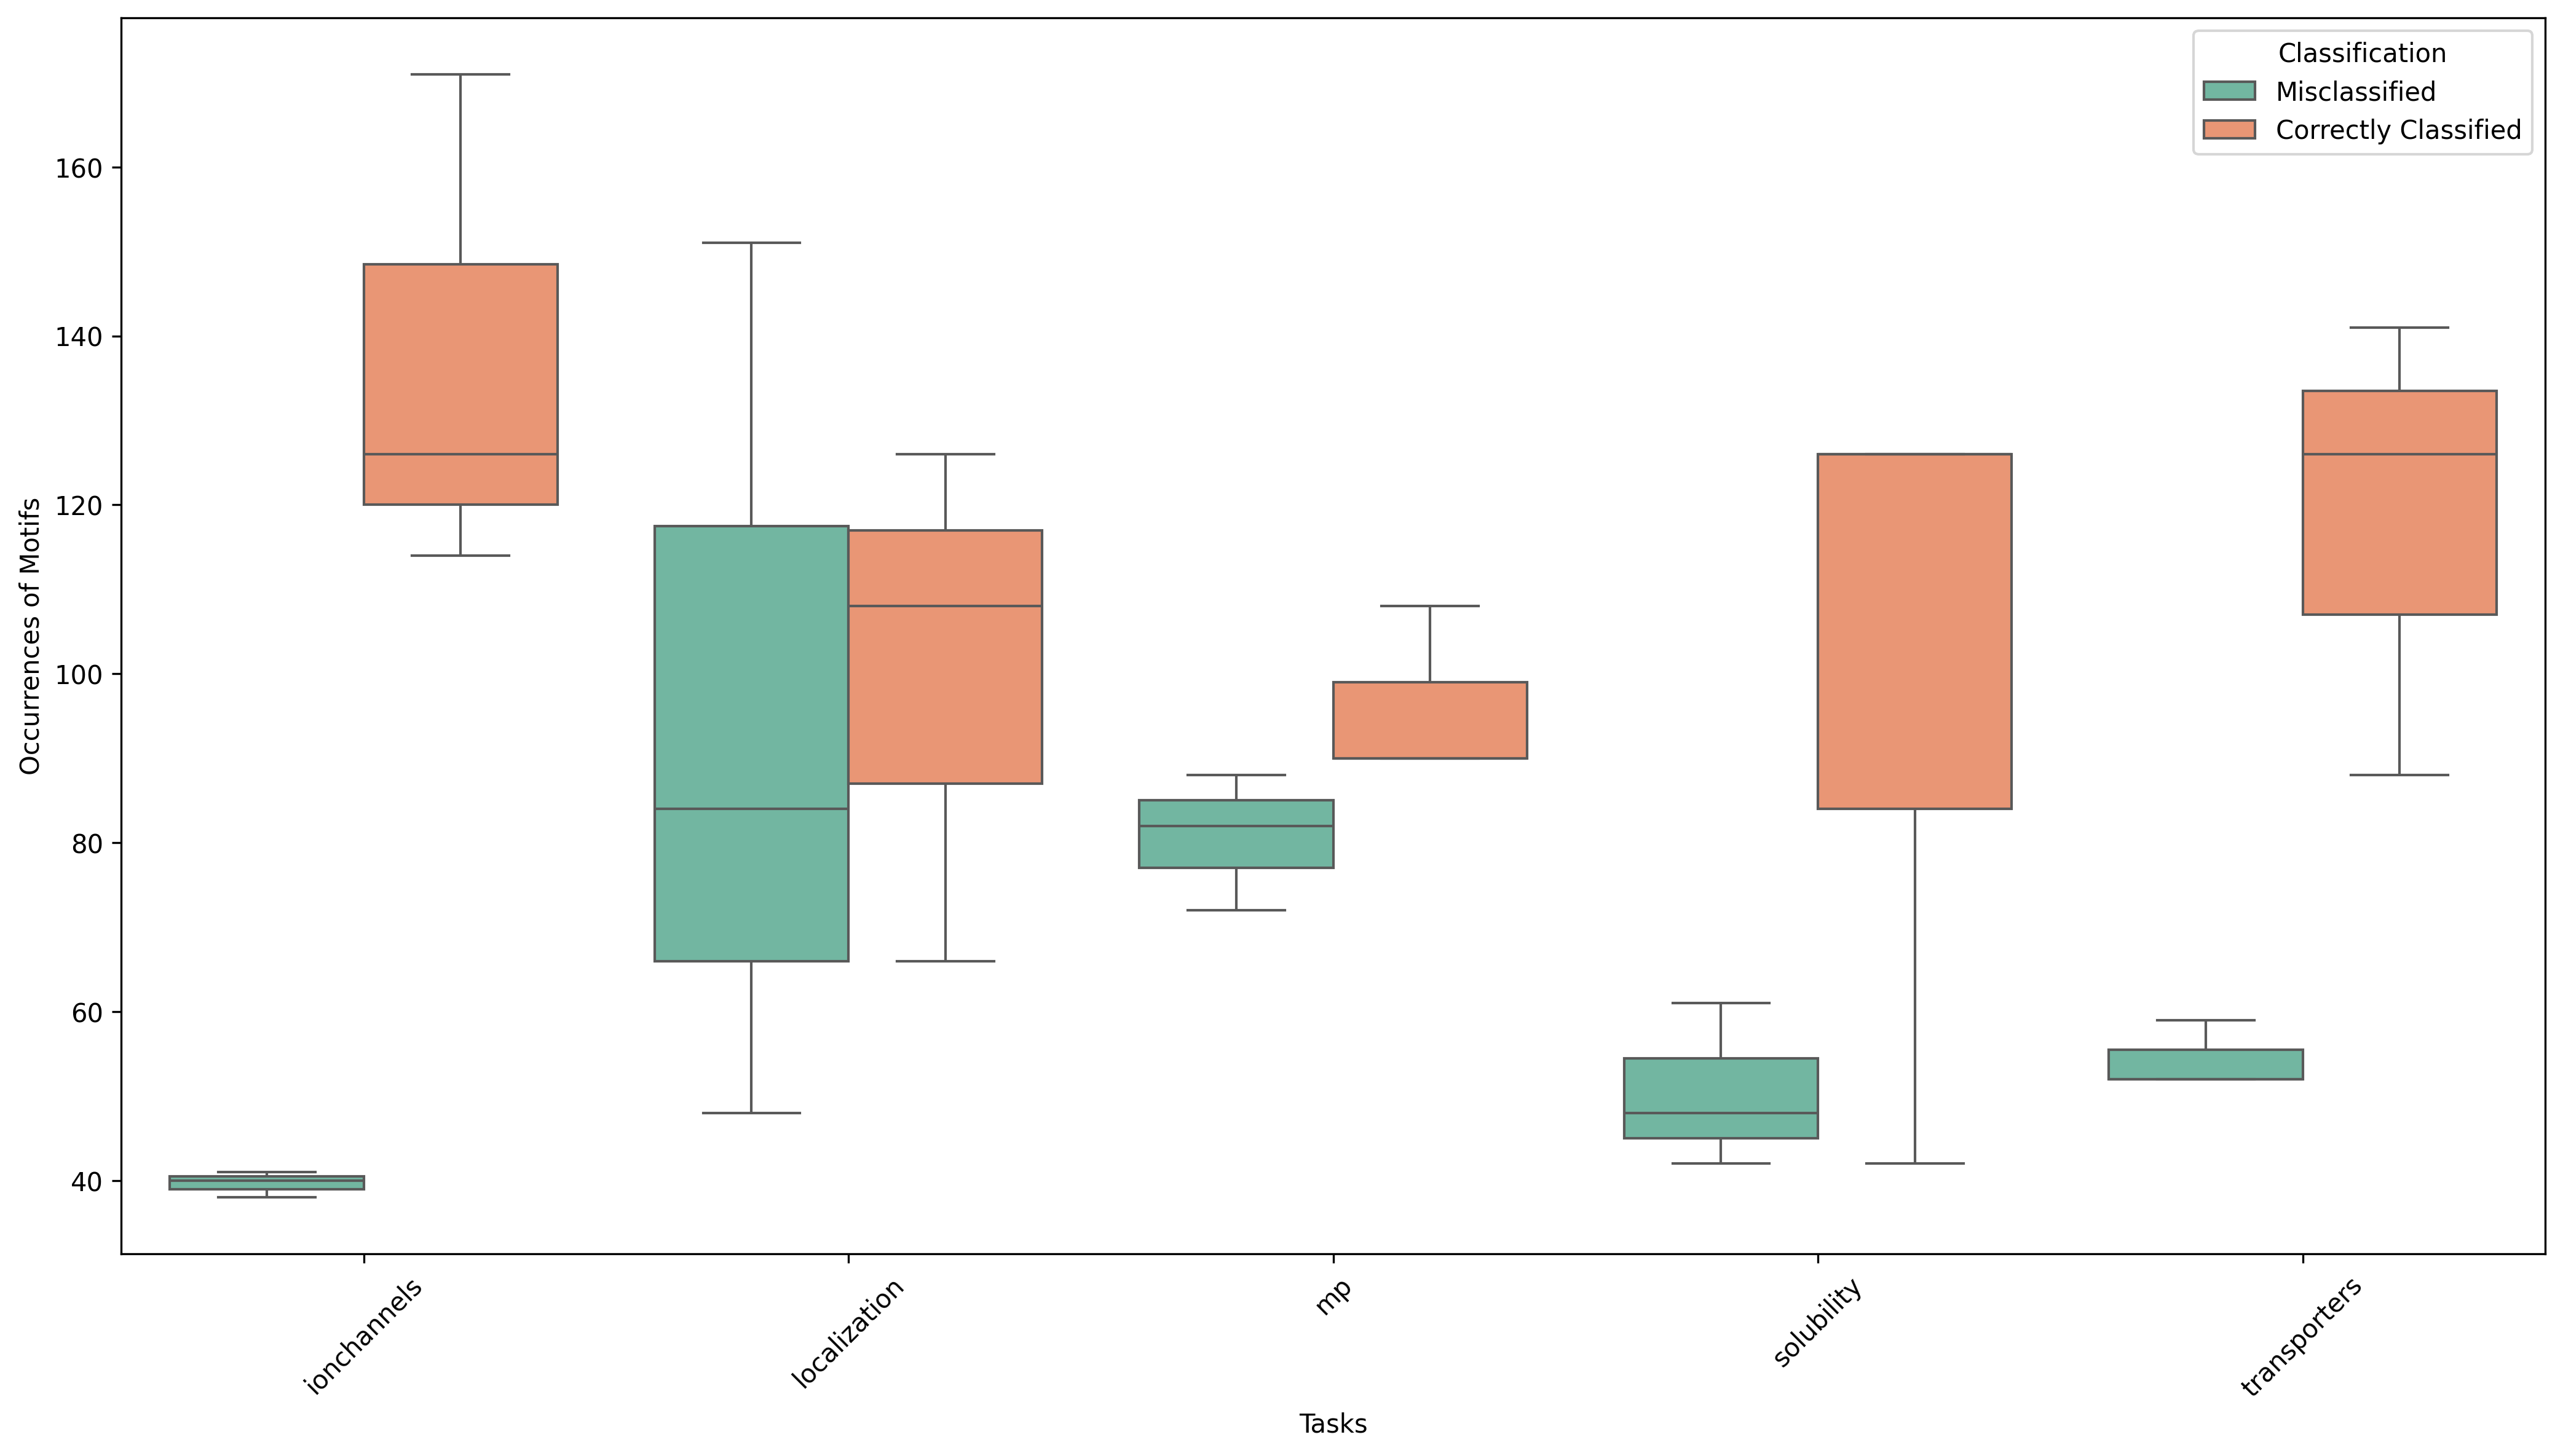 Classification
Misclassified
Correctly Classified
Occurrences of Motifs
160
140
120
100
80
60
40
ionchannels
localization
mp
solubility
transporters
Tasks